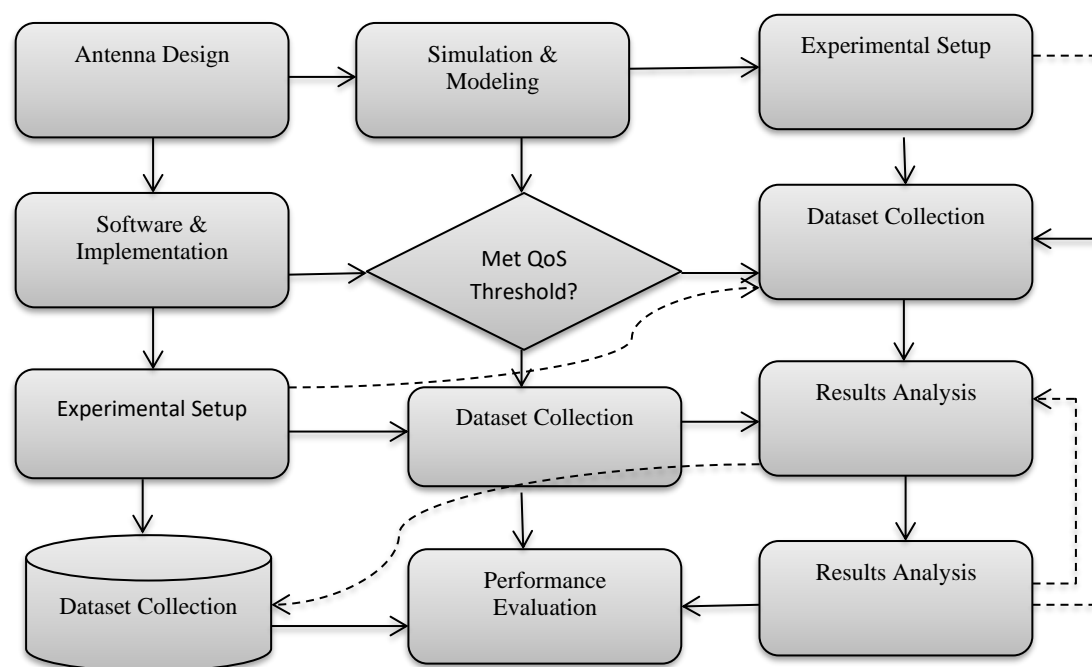 Antenna Design
Simulation &
Modeling
Experimental Setup
Software &
Implementation
Met QoS
Threshold?
Dataset Collection
Experimental Setup
Dataset Collection
Results Analysis
Dataset Collection
Performance
Evaluation
Results Analysis